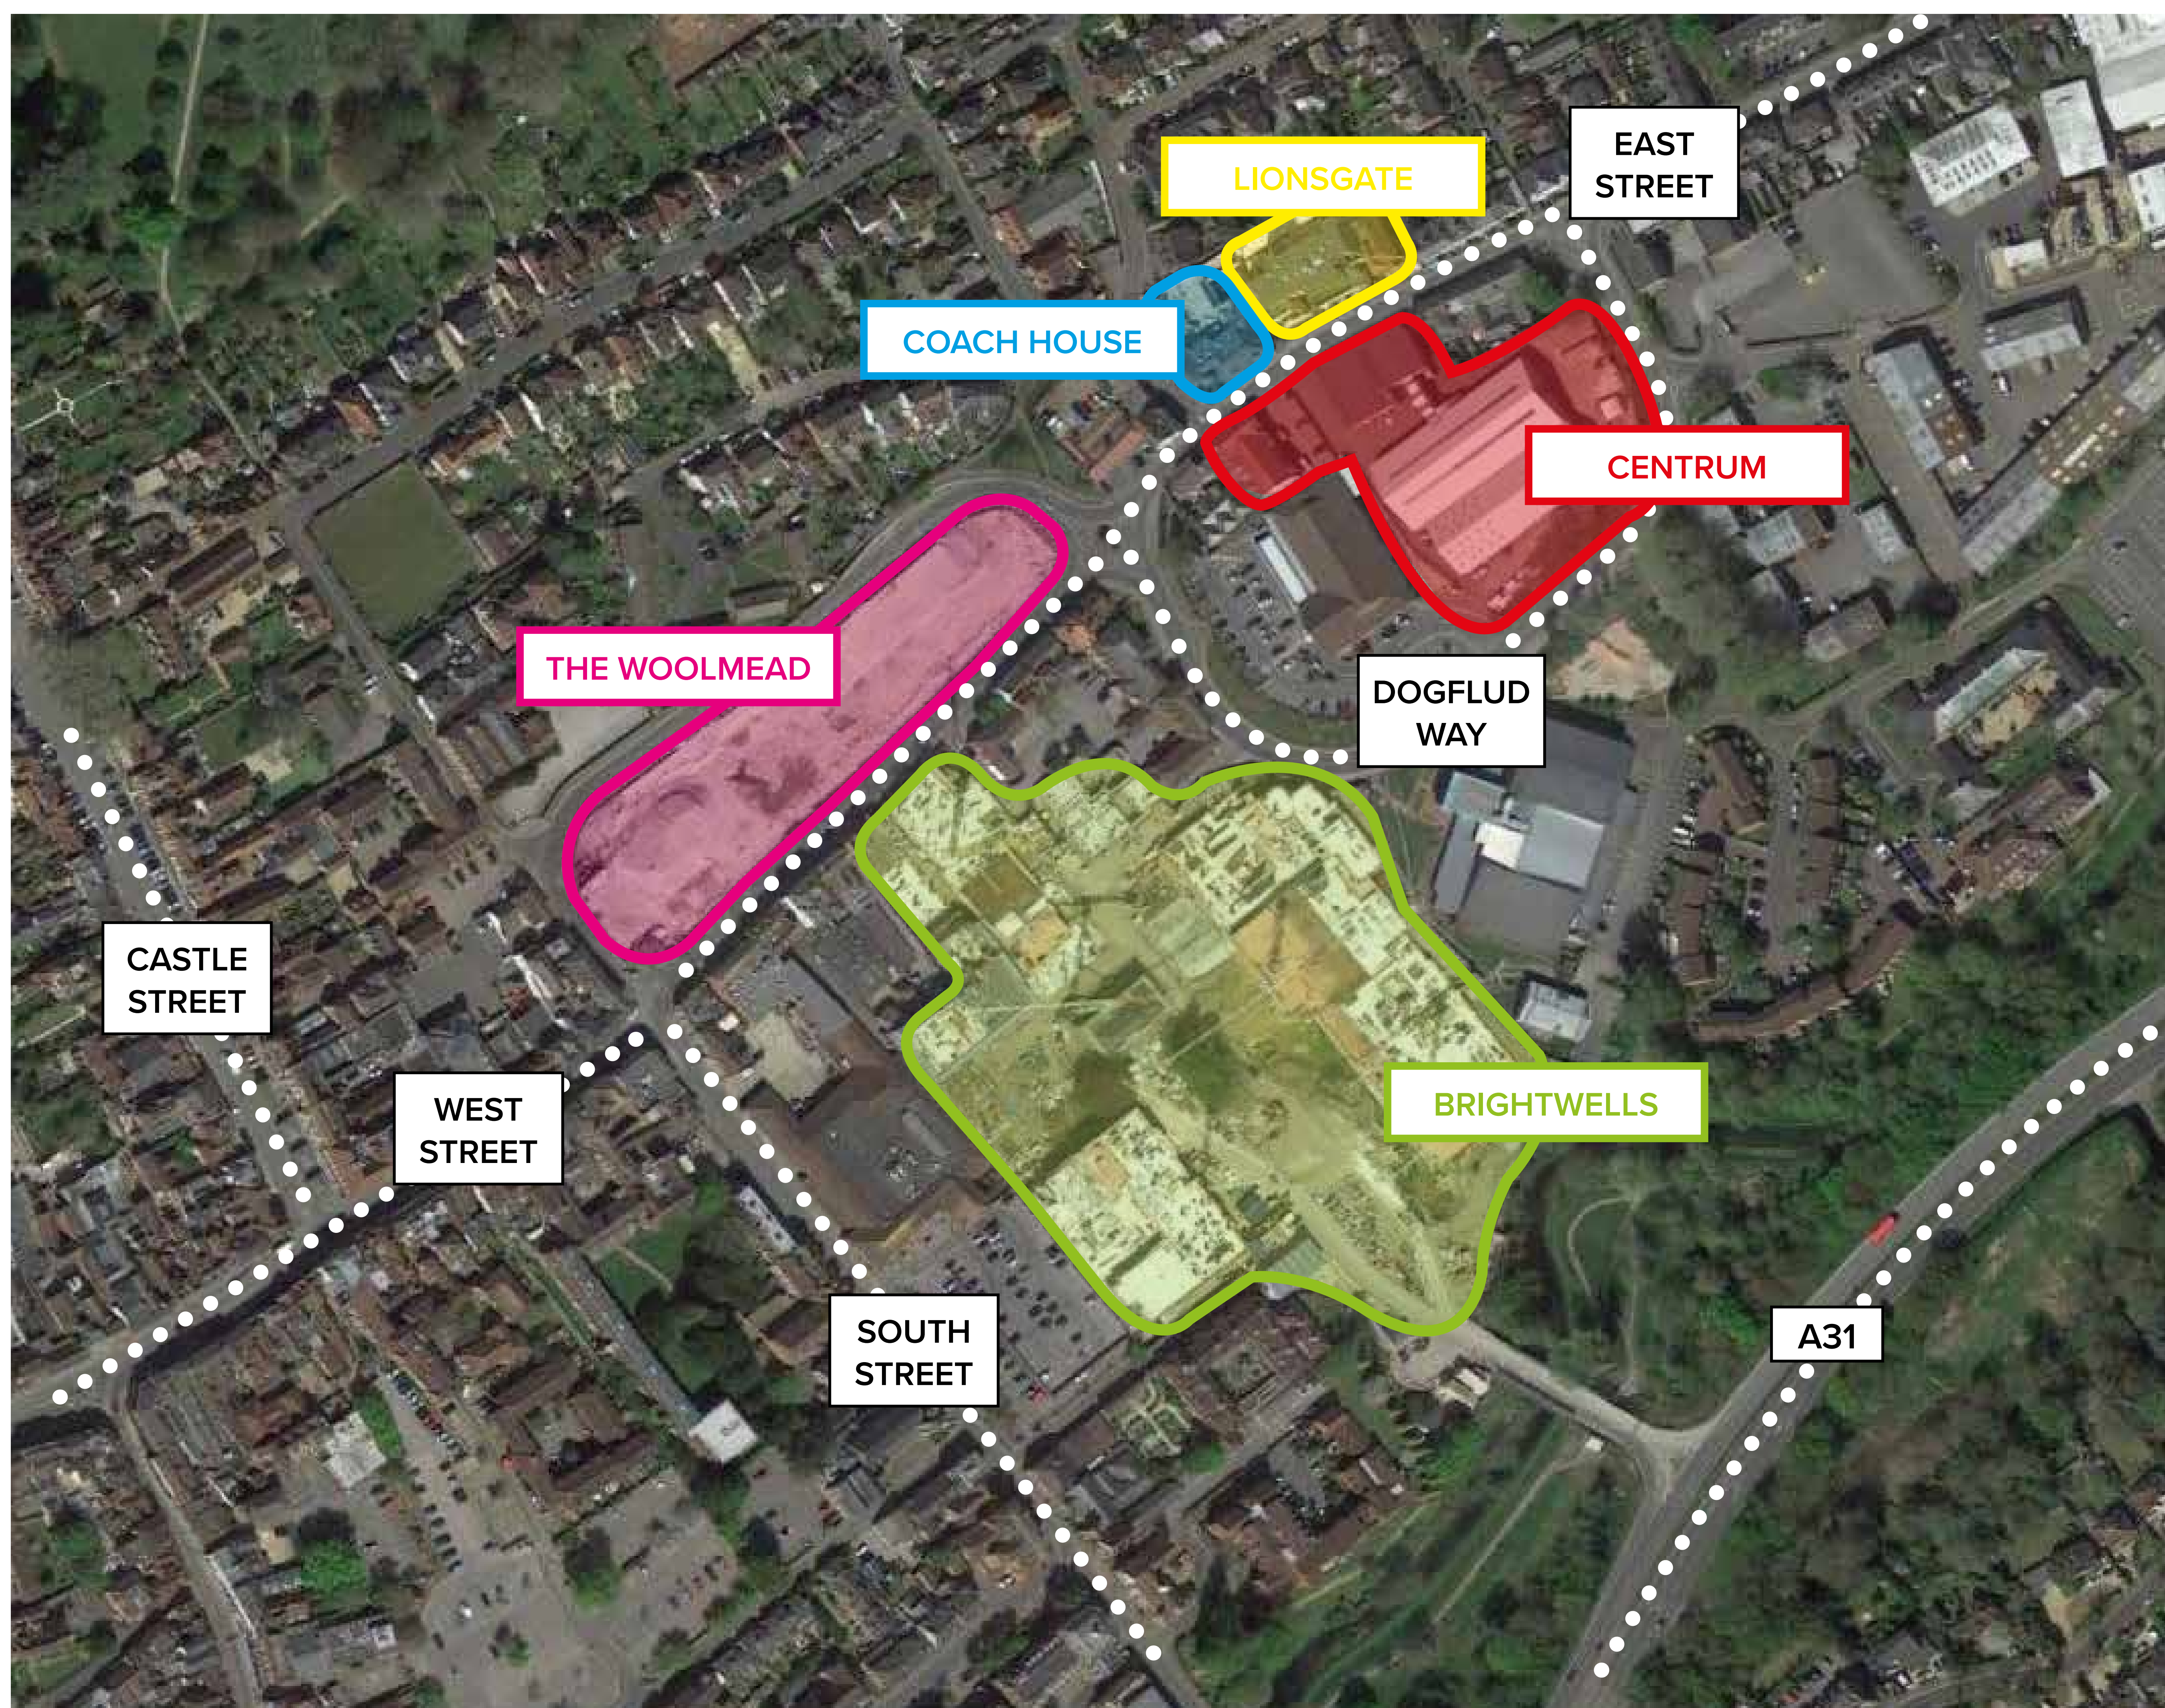 EAST
STREET
LIONSGATE
COACH HOUSE
CENTRUM
THE WOOLMEAD
DOGFLUD
WAY
CASTLE
STREET
WEST
STREET
BRIGHTWELLS
SOUTH
STREET
A31